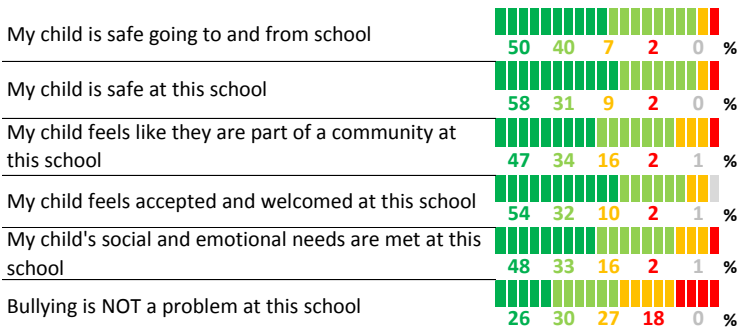 My child is safe going to and from school
50 40 7 2 0 %
My child is safe at this school
58 31 9 2 0 %
My child feels like they are part of a community at
this school
47 34 16 2 1 %
My child feels accepted and welcomed at this school
54 32 10 2 1 %
My child's social and emotional needs are met at this
school
48 33 16 2 1 %
Bullying is NOT a problem at this school
26 30 27 18 0 %